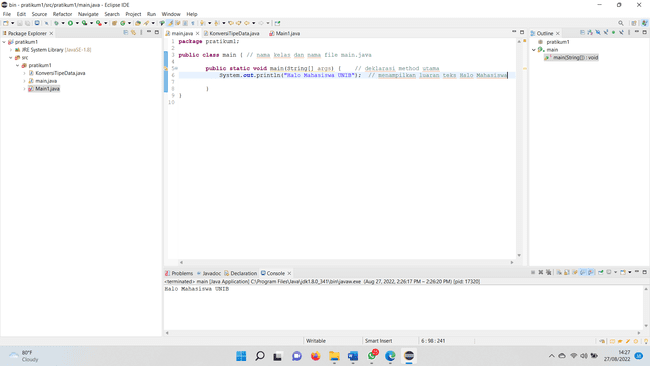 bin - pratikum1/src/pratikum1/main.java - Eclipse IDE
File Edit Source Refactor Navigate Search Project Run Window Help
Package Explorer
pratikum1
JRE System Library [JavaSE-1.8]
src
pratikum1
KonversiTipeData.java
main.java
Main1.java
main.java KonversiTipeData.java Main1.java
1 package pratikum1;
2
3 public class main { // nama kelas dan nama file main.java
4
5 public static void main(String[] args) { // deklarasi method utama
6 System.out.println("Halo Mahasiswa UNIB"); // menampilkan luaran teks Halo Mahasiswa
7
8 }
9 }
10
Outline
pratikum1
main
main(String[]) : void
Problems Javadoc Declaration Console
<terminated> main [Java Application] C:\Program Files\Java\jdk1.8.0_341\bin\javaw.exe (Aug 27, 2022, 2:26:17 PM – 2:26:20 PM) [pid: 17320]
Halo Mahasiswa UNIB
Writable Smart Insert 6 : 98 : 241
80°F
Cloudy
14:27
27/08/2022